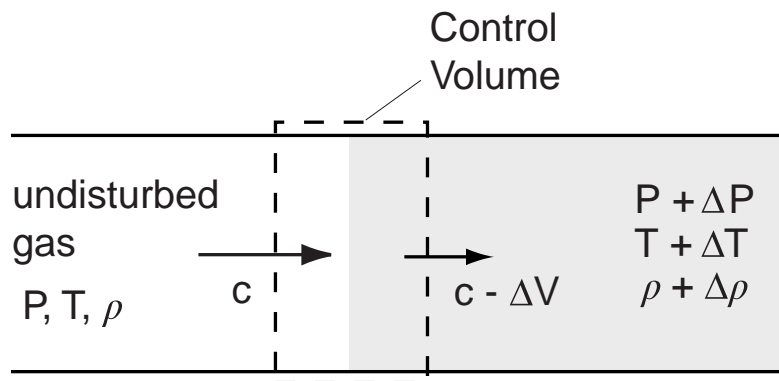 Control
Volume
undisturbed
gas
P, T, ρ
c
c - ΔV
P + ΔP
T + ΔT
ρ + Δρ